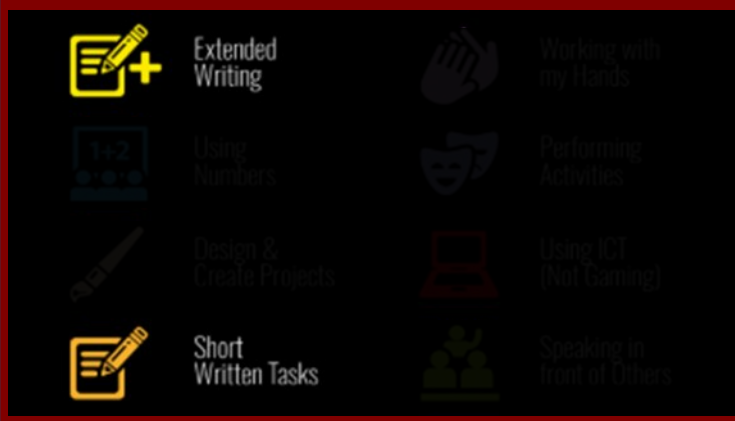 Extended
Writing
Working with
my Hands
1+2
Using
Numbers
Performing
Activities
Design &
Create Projects
Using ICT
(Not Gaming)
Short
Written Tasks
Speaking in
front of Others